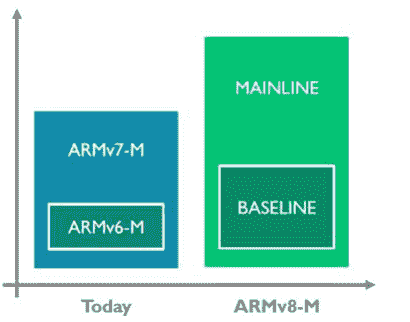 MAINLINE
ARMv7-M
BASELINE
ARMv6-M
Today
ARMv8-M